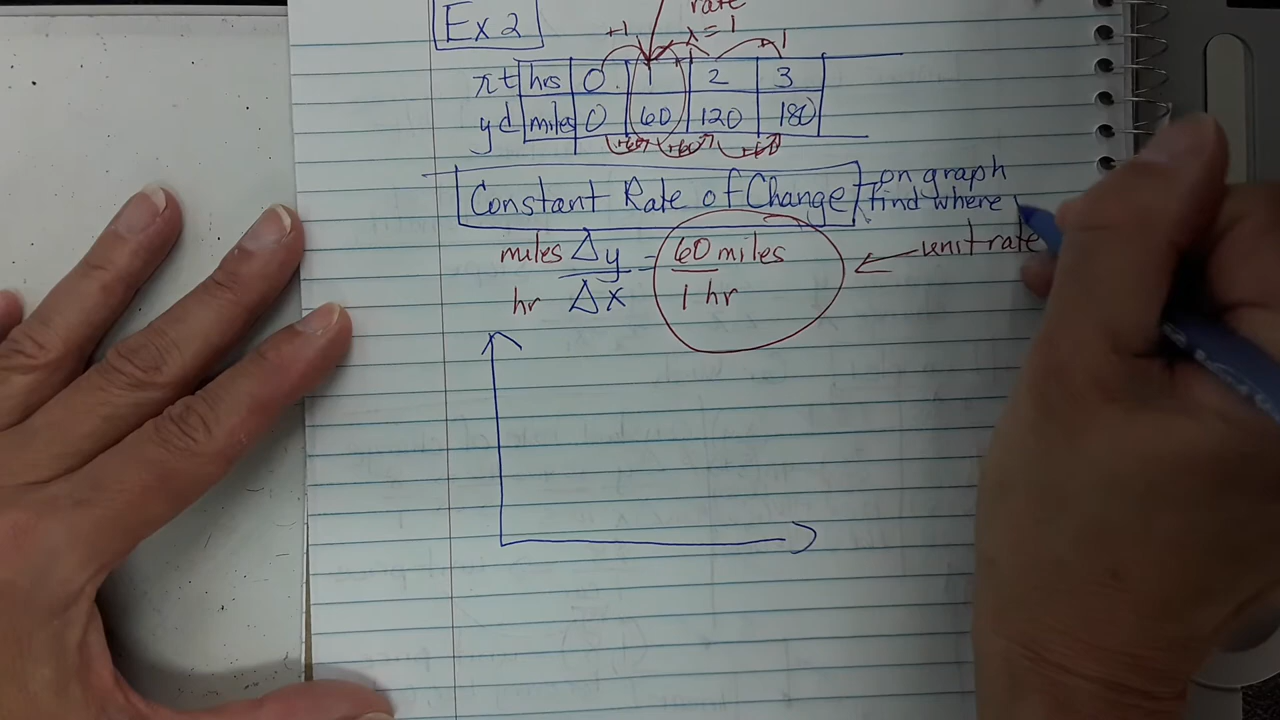 rate
Ex 2
+1 x=1 +1
x t hrs 0 1 2 3
y d miles 0 60 120 180
+60 +60 +60
Constant Rate of Change
on graph
find where
miles Δy = 60 miles
hr Δx 1 hr
unit rate